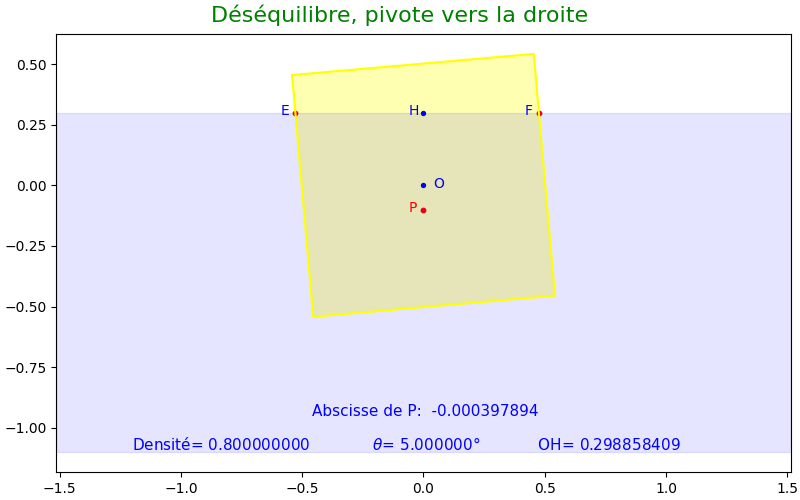 Déséquilibre, pivote vers la droite
0.50
0.25
0.00
−0.25
−0.50
−0.75
−1.00
E
H
F
O
P
Abscisse de P: -0.000397894
Densité= 0.800000000 θ= 5.000000° OH= 0.298858409
−1.5 −1.0 −0.5 0.0 0.5 1.0 1.5